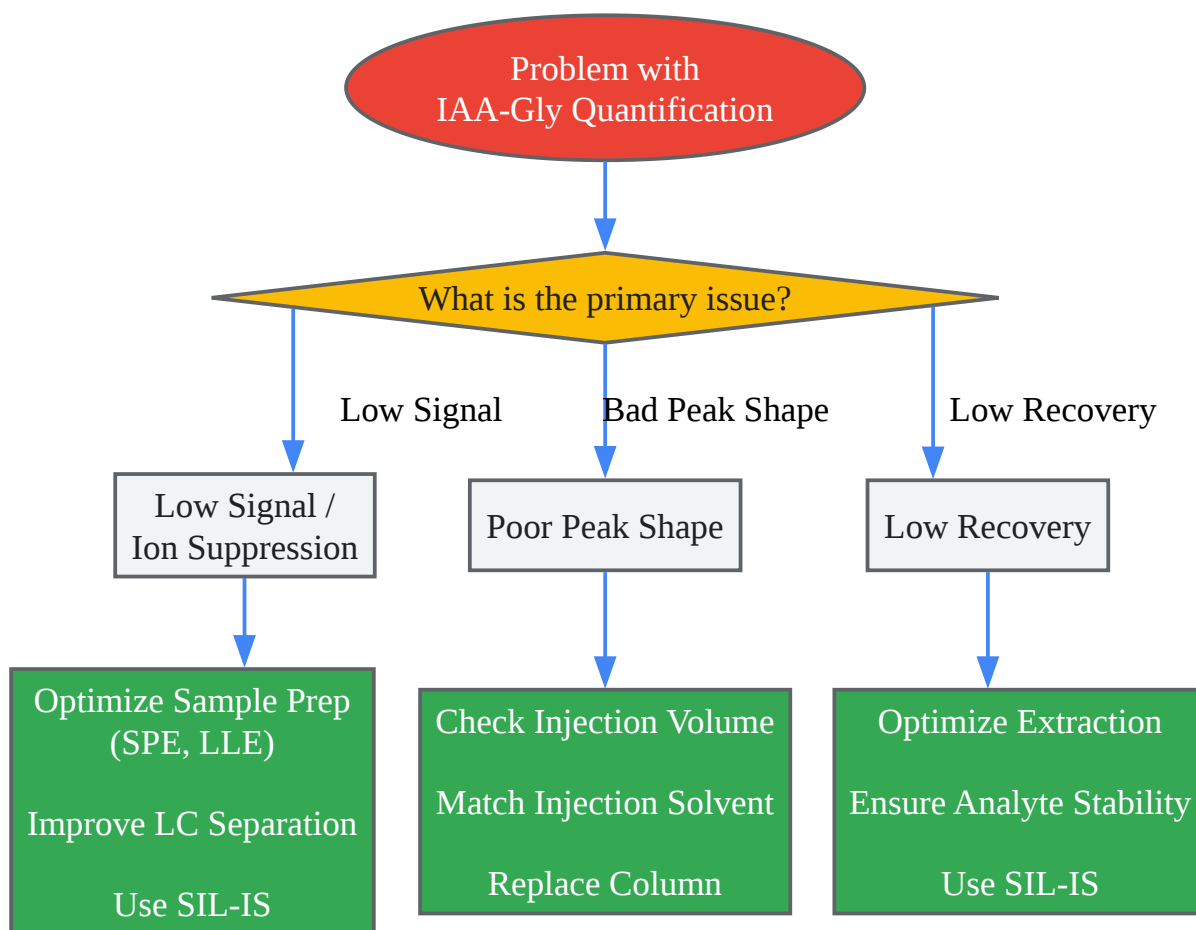 Problem with
IAA-Gly Quantification
What is the primary issue?
Low Signal
Bad Peak Shape
Low Recovery
Low Signal /
Ion Suppression
Poor Peak Shape
Low Recovery
Optimize Sample Prep
(SPE, LLE)
Improve LC Separation
Use SIL-IS
Check Injection Volume
Match Injection Solvent
Replace Column
Optimize Extraction
Ensure Analyte Stability
Use SIL-IS